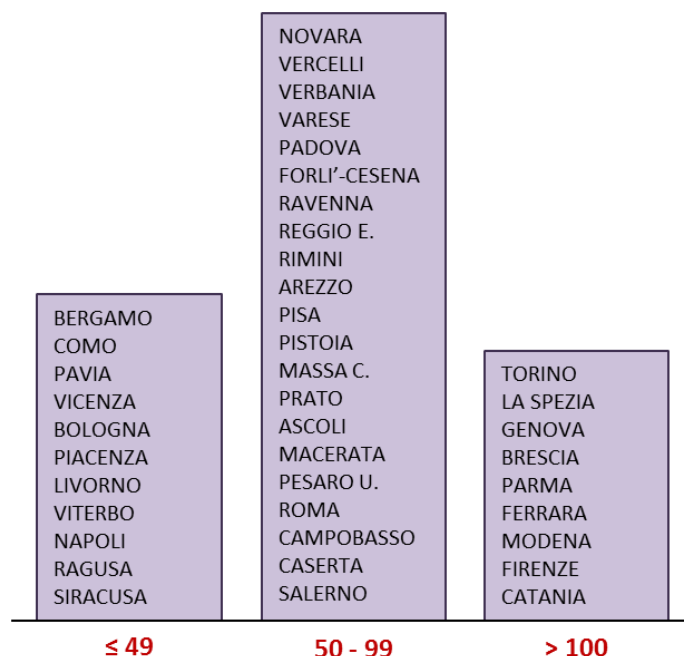 BERGAMO
COMO
PAVIA
VICENZA
BOLOGNA
PIACENZA
LIVORNO
VITERBO
NAPOLI
RAGUSA
SIRACUSA
≤ 49
NOVARA
VERCELLI
VERBANIA
VARESE
PADOVA
FORLI’-CESENA
RAVENNA
REGGIO E.
RIMINI
AREZZO
PISA
PISTOIA
MASSA C.
PRATO
ASCOLI
MACERATA
PESARO U.
ROMA
CAMPOBASSO
CASERTA
SALERNO
50 - 99
TORINO
LA SPEZIA
GENOVA
BRESCIA
PARMA
FERRARA
MODENA
FIRENZE
CATANIA
> 100